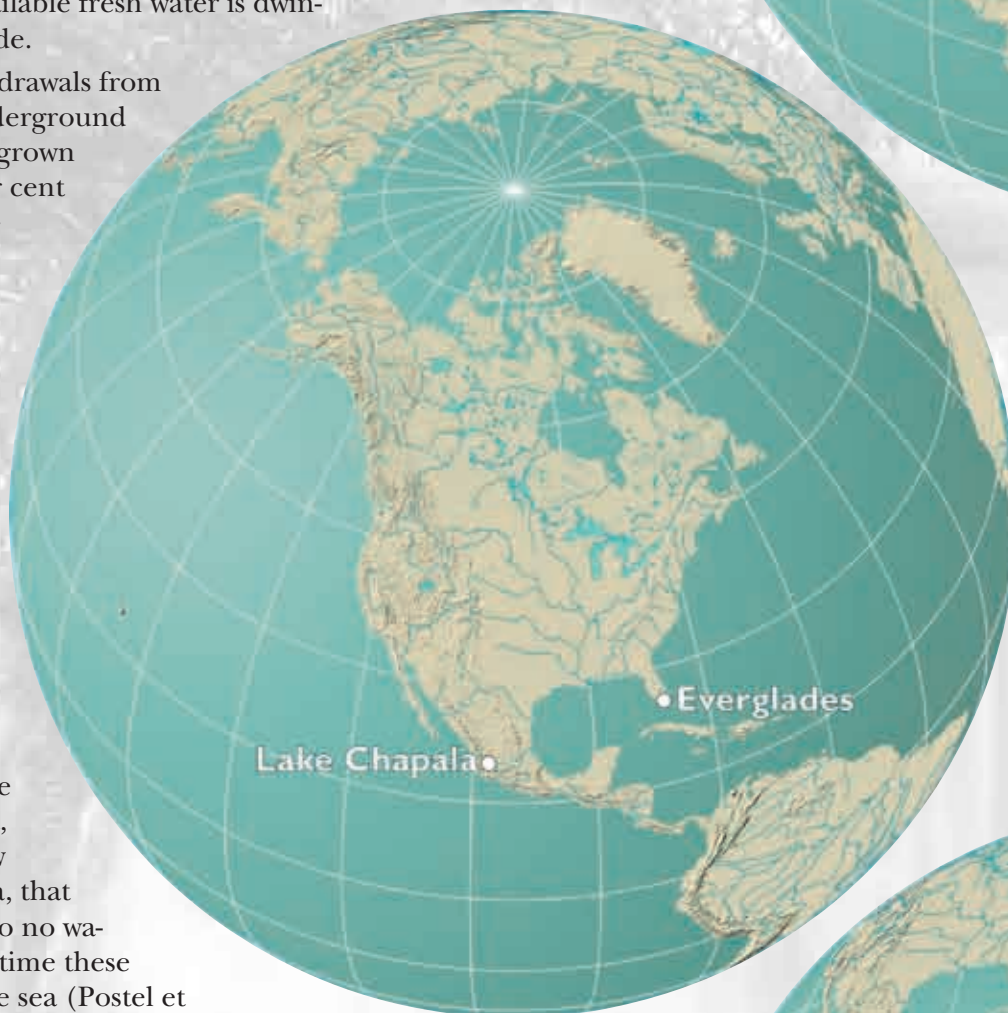 ilable fresh water is dwin-
de.
drawals from
derground
grown
cent
Everglades
Lake Chapala
e
,
a, that
o no wa-
time these
e sea (Postel et